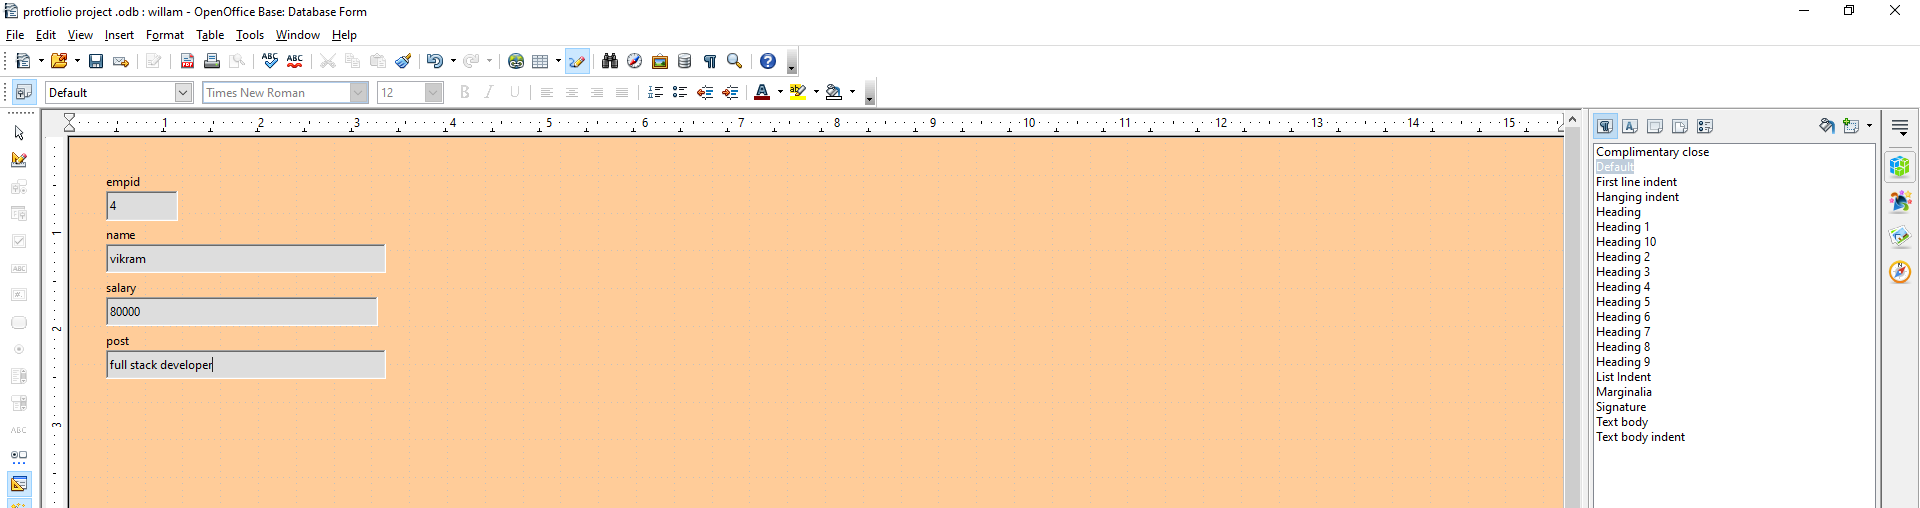 protfiolio project .odb : willam - OpenOffice Base: Database Form
File Edit View Insert Format Table Tools Window Help
Default Times New Roman 12 B I U
1 2 3 4 5 6 7 8 9 10 11 12 13 14 15
empid
4
name
vikram
salary
80000
post
full stack developer
1
2
3
Complimentary close
Default
First line indent
Hanging indent
Heading
Heading 1
Heading 10
Heading 2
Heading 3
Heading 4
Heading 5
Heading 6
Heading 7
Heading 8
Heading 9
List Indent
Marginalia
Signature
Text body
Text body indent